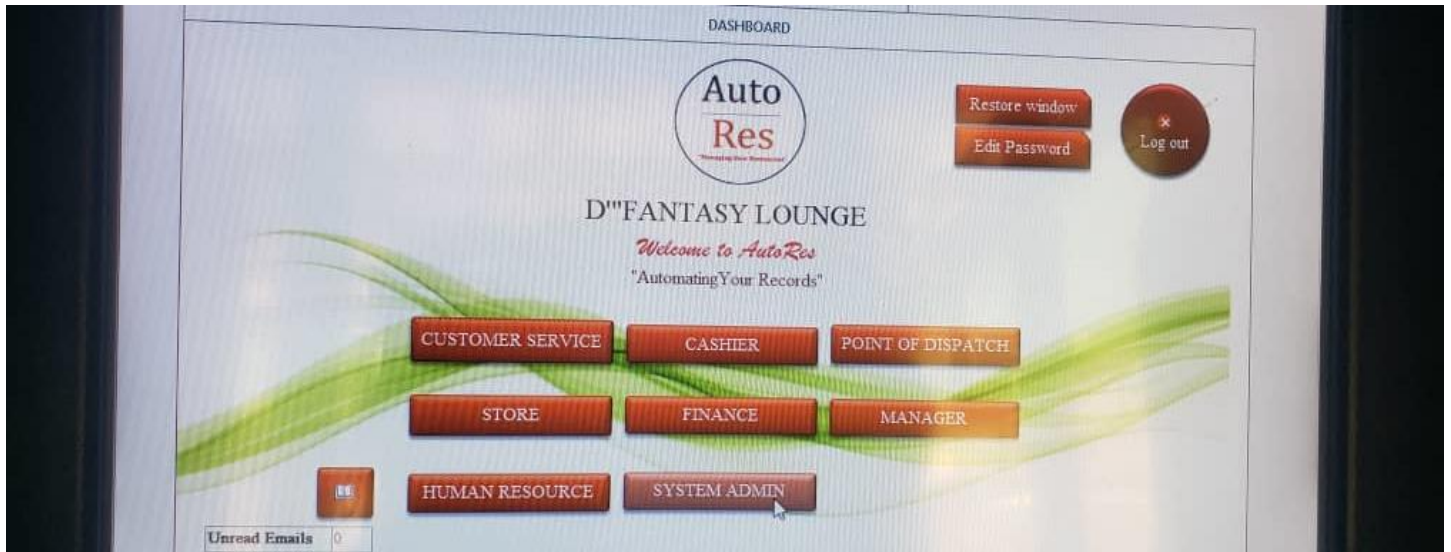 DASHBOARD
Auto
Res
Restore window
Edit Password
×
Log out
D'"FANTASY LOUNGE
Welcome to AutoRes
"AutomatingYour Records"
CUSTOMER SERVICE
CASHIER
POINT OF DISPATCH
STORE
FINANCE
MANAGER
HUMAN RESOURCE
SYSTEM ADMIN
Unread Emails 0